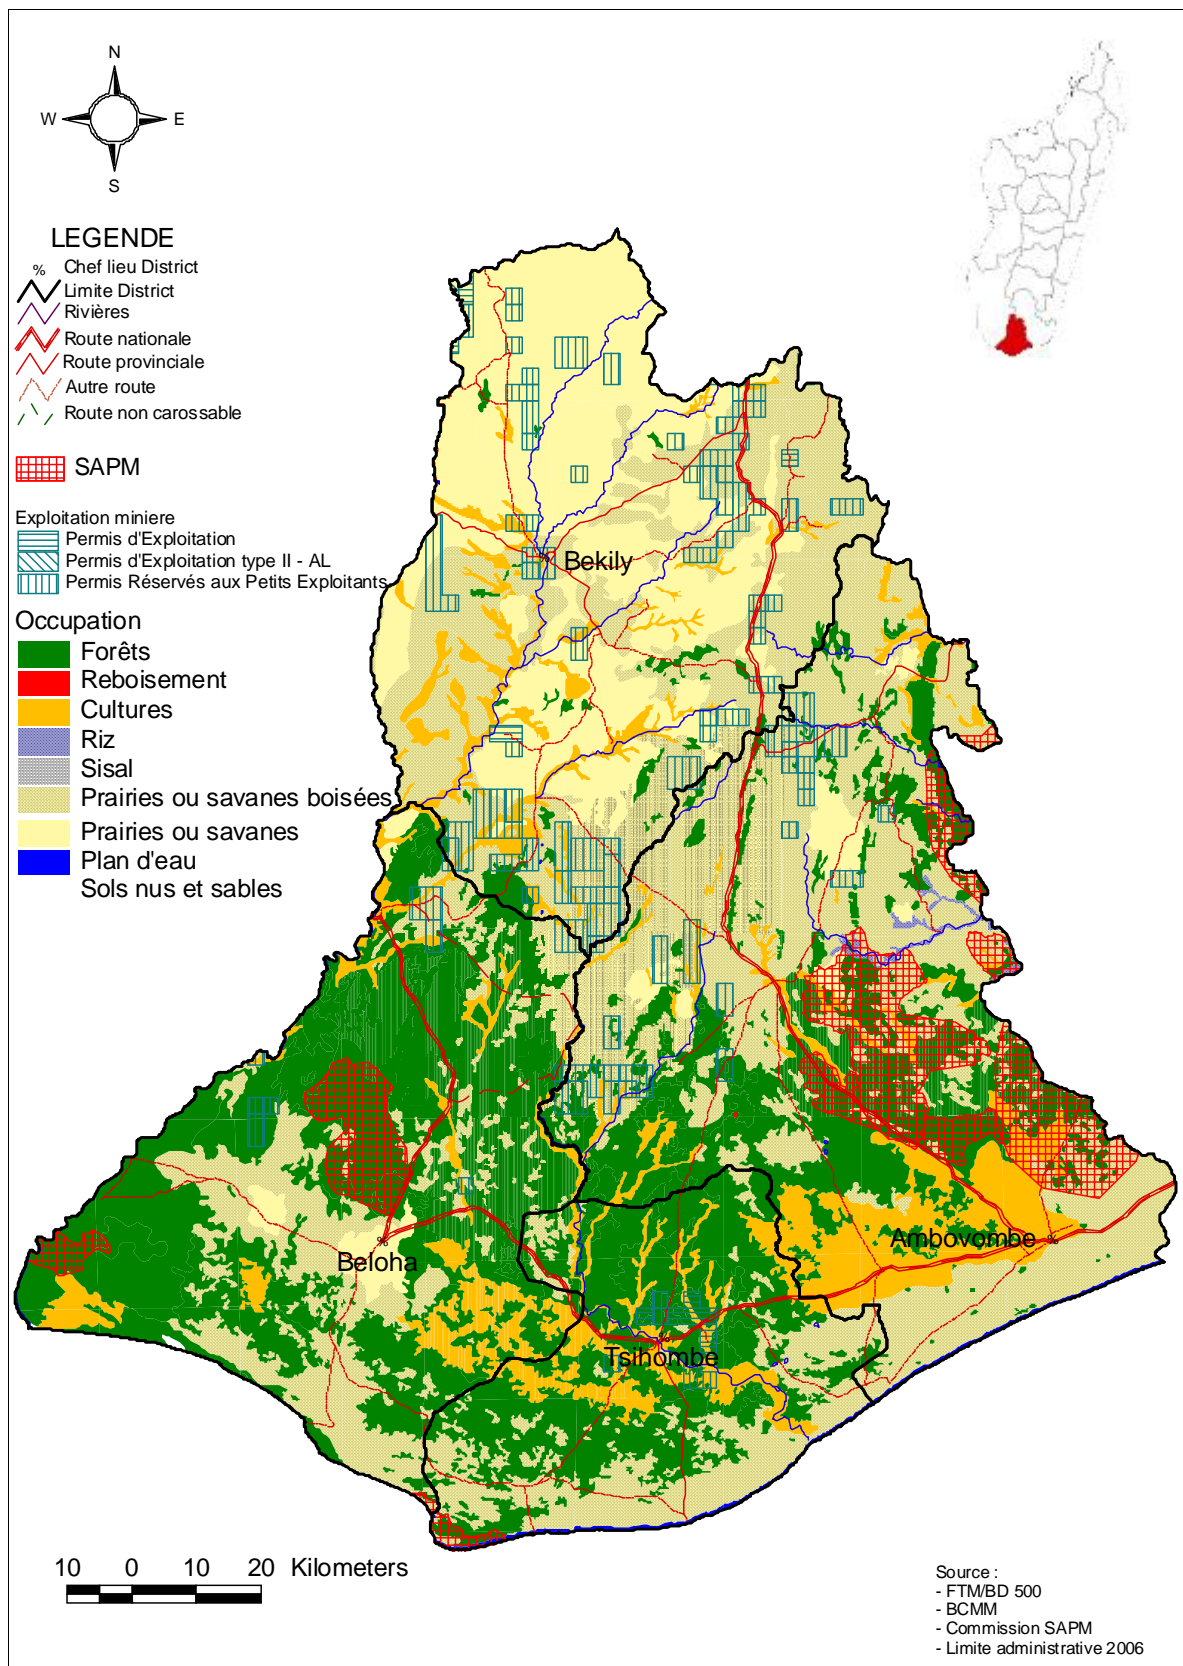 N
W E
S
LEGENDE
% Chef lieu District
Limite District
Rivières
Route nationale
Route provinciale
Autre route
Route non carossable
SAPM
Exploitation miniere
Permis d'Exploitation
Permis d'Exploitation type II - AL
Permis Réservés aux Petits Exploitants
Occupation
Forêts
Reboisement
Cultures
Riz
Sisal
Prairies ou savanes boisées
Prairies ou savanes
Plan d'eau
Sols nus et sables
% Bekily
Ambovombe %
%
Beloha
%
Tsihombe
10 0 10 20 Kilometers
Source :
- FTM/BD 500
- BCMM
- Commission SAPM
- Limite administrative 2006